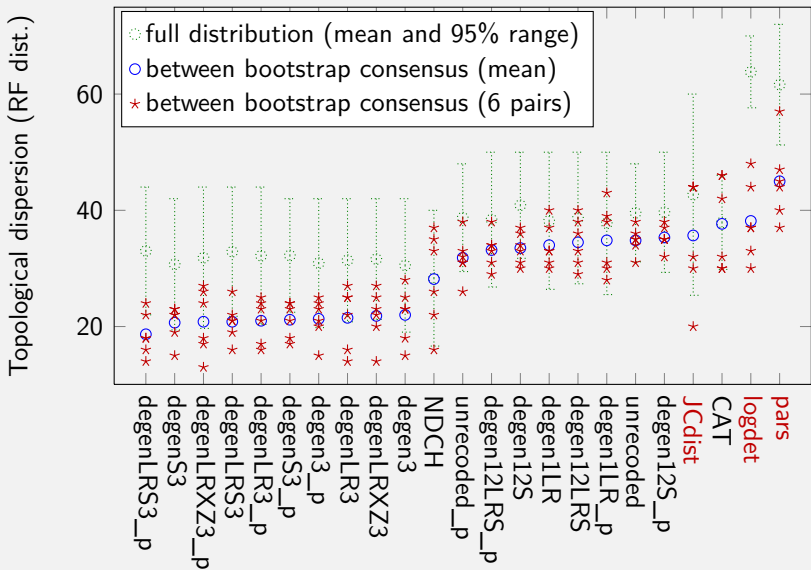 full distribution (mean and 95% range)
between bootstrap consensus (mean)
between bootstrap consensus (6 pairs)
Topological dispersion (RF dist.)
60
40
20
degenLRS3_p
degenS3
degenLRXZ3_p
degenLRS3
degenLR3_p
degenS3_p
degen3_p
degenLR3
degenLRXZ3
degen3
NDCH
unrecoded_p
degen12LRS_p
degen12S
degen1LR
degen12LRS
degen1LR_p
unrecoded
degen12S_p
JCdist
CAT
logdet
pars